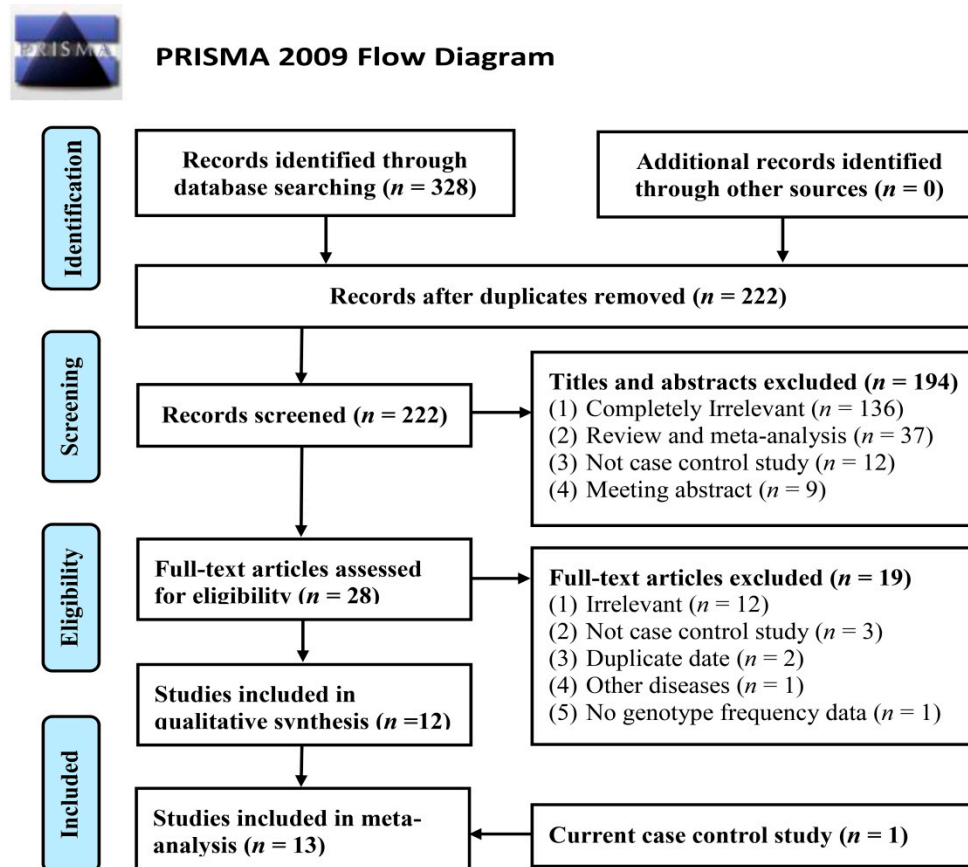 PRISMA
PRISMA 2009 Flow Diagram
Identification
Records identified through
database searching (n = 328)
Additional records identified
through other sources (n = 0)
Records after duplicates removed (n = 222)
Screening
Records screened (n = 222)
Titles and abstracts excluded (n = 194)
(1) Completely Irrelevant (n = 136)
(2) Review and meta-analysis (n = 37)
(3) Not case control study (n = 12)
(4) Meeting abstract (n = 9)
Eligibility
Full-text articles assessed
for eligibility (n = 28)
Full-text articles excluded (n = 19)
(1) Irrelevant (n = 12)
(2) Not case control study (n = 3)
(3) Duplicate date (n = 2)
(4) Other diseases (n = 1)
(5) No genotype frequency data (n = 1)
Studies included in
qualitative synthesis (n =12)
Included
Studies included in meta-
analysis (n = 13)
Current case control study (n = 1)